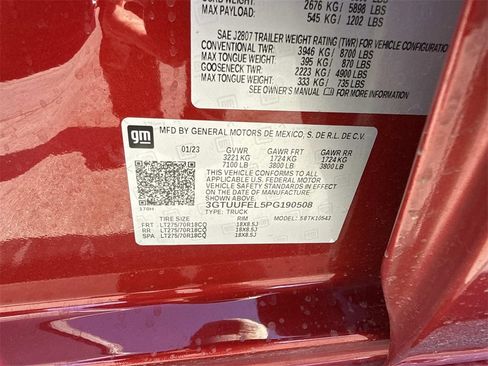 2676 KG / 5898 LBS
MAX PAYLOAD: 545 KG / 1202 LBS
SAE J2807 TRAILER WEIGHT RATING (TWR) FOR VEHICLE CONFIGURATION
CONVENTIONAL TWR: 3946 KG / 8700 LBS
MAX TONGUE WEIGHT: 395 KG / 870 LBS
GOOSENECK TWR: 2223 KG / 4900 LBS
MAX TONGUE WEIGHT: 333 KG / 735 LBS
SEE OWNER'S MANUAL FOR MORE INFORMATION
gm MFD BY GENERAL MOTORS DE MEXICO, S. DE R.L. DE C.V.
01/23 GVWR GAWR FRT GAWR RR
3221 KG 1724 KG 1724 KG
7100 LB 3800 LB 3800 LB
THIS VEHICLE CONFORMS TO ALL
APPLICABLE U.S. FEDERAL MOTOR
VEHICLE SAFETY, BUMPER, AND THEFT
PREVENTION STANDARDS IN EFFECT ON
THE DATE OF MANUFACTURE SHOWN ABOVE.
3GTUUFEL5PG190508
TYPE: TRUCK MODEL: 5BTK10543
TIRE SIZE RIM
FRT LT275/70R18CQ 18X8.5J
RR LT275/70R18CQ 18X8.5J
SPA LT275/70R18CQ 18X8.5J